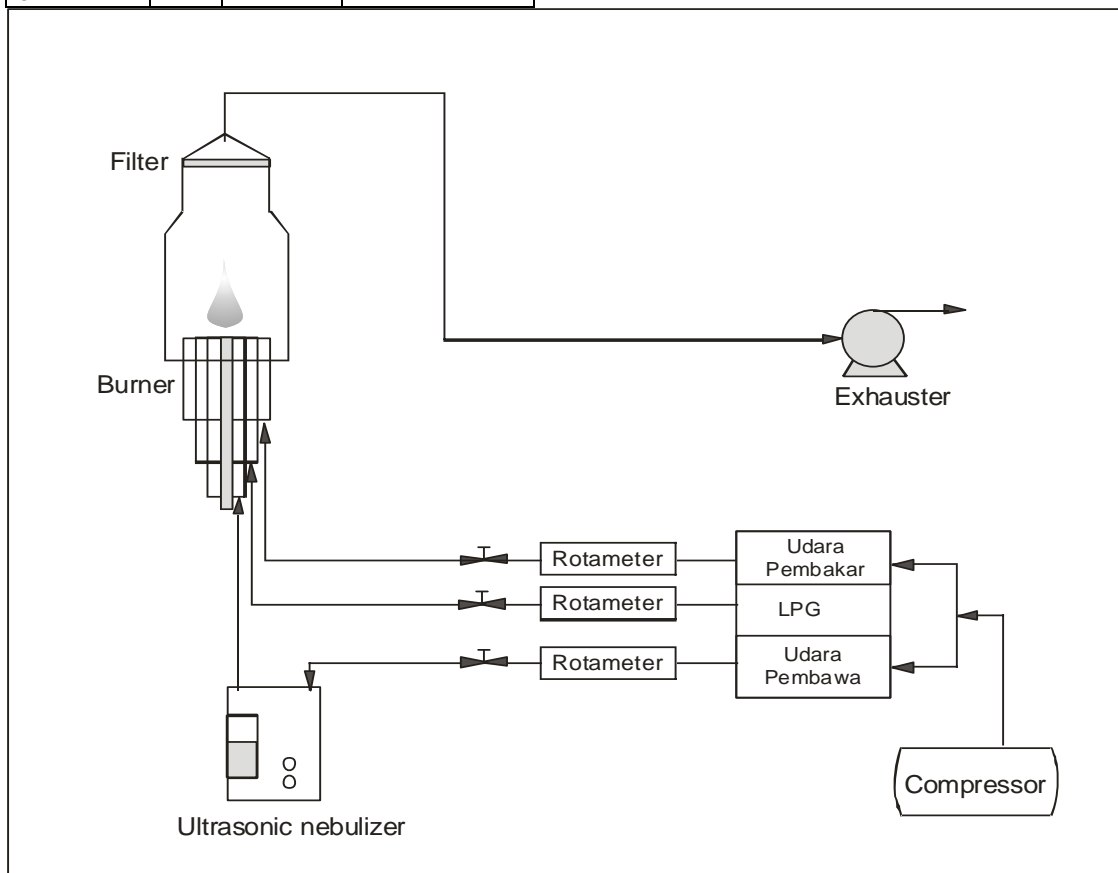 Filter
Burner
Exhauster
Rotameter
Udara
Pembakar
Rotameter
LPG
Rotameter
Udara
Pembawa
Compressor
Ultrasonic nebulizer